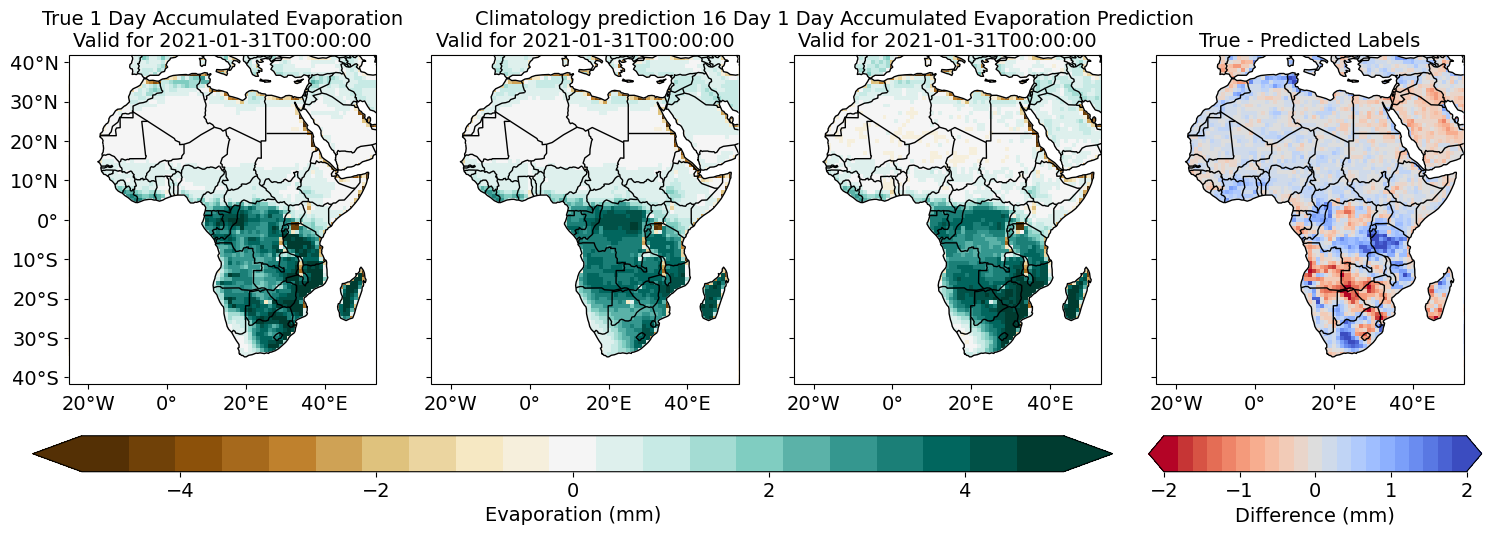 True 1 Day Accumulated Evaporation
Valid for 2021-01-31T00:00:00
Climatology prediction 16 Day 1 Day Accumulated Evaporation Prediction
Valid for 2021-01-31T00:00:00
Valid for 2021-01-31T00:00:00
True - Predicted Labels
40°N
30°N
20°N
10°N
0°
10°S
20°S
30°S
40°S
20°W 0° 20°E 40°E
20°W 0° 20°E 40°E
20°W 0° 20°E 40°E
20°W 0° 20°E 40°E
−4 −2 0 2 4
Evaporation (mm)
−2 −1 0 1 2
Difference (mm)